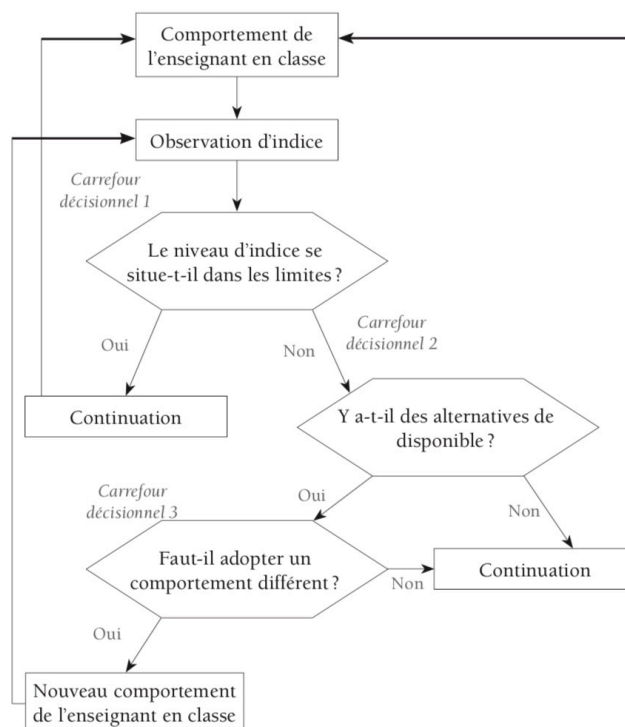 Comportement de
l'enseignant en classe
Observation d'indice
Carrefour
décisionnel 1
Le niveau d'indice se
situe-t-il dans les limites ?
Oui
Non
Carrefour
décisionnel 2
Continuation
Y a-t-il des alternatives de
disponible ?
Carrefour
décisionnel 3
Oui
Non
Faut-il adopter un
comportement différent ?
Non
Continuation
Oui
Nouveau comportement
de l'enseignant en classe